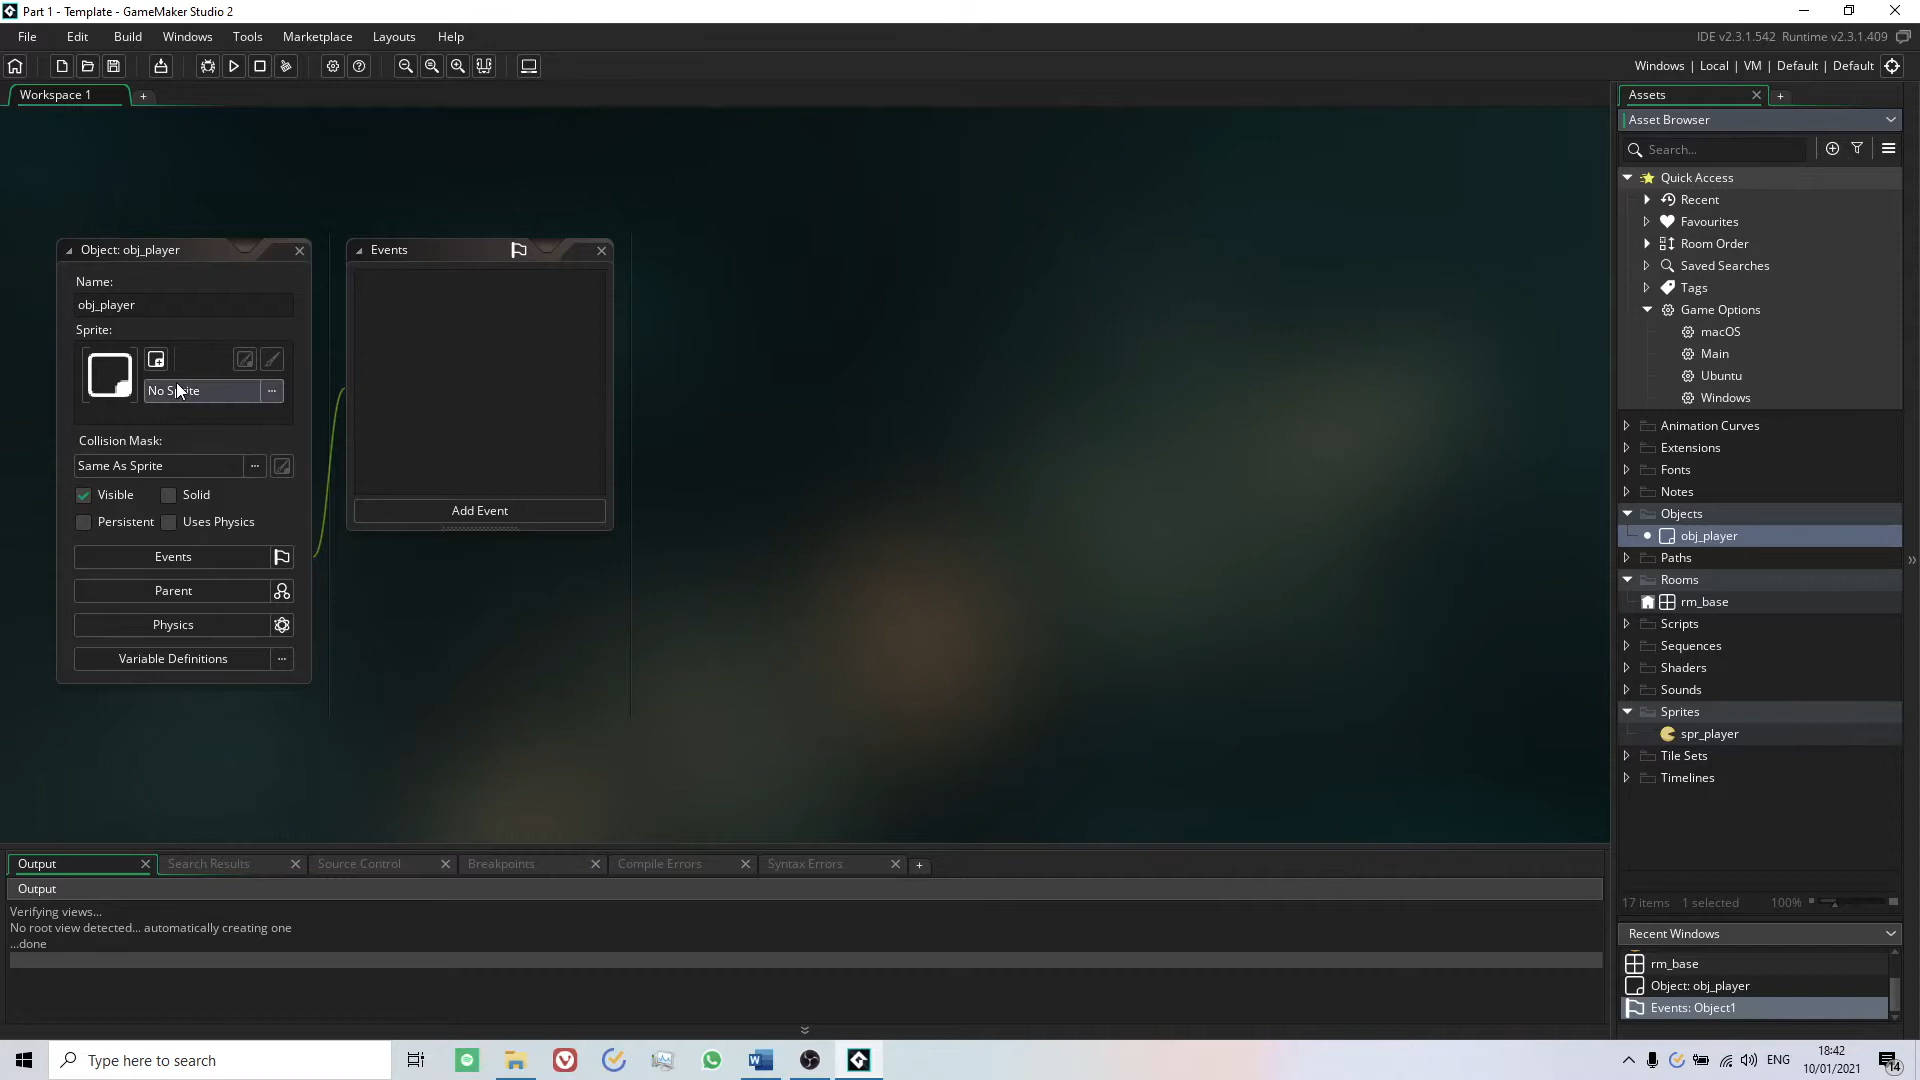 Part 1 - Template - GameMaker Studio 2
File Edit Build Windows Tools Marketplace Layouts Help
IDE v2.3.1.542 Runtime v2.3.1.409
Windows | Local | VM | Default | Default
Workspace 1
Object: obj_player
Name:
obj_player
Sprite:
No Sprite
Collision Mask:
Same As Sprite
Visible Solid
Persistent Uses Physics
Events
Parent
Physics
Variable Definitions
Events
Add Event
Assets
Asset Browser
Search...
Quick Access
Recent
Favourites
Room Order
Saved Searches
Tags
Game Options
macOS
Main
Ubuntu
Windows
Animation Curves
Extensions
Fonts
Notes
Objects
obj_player
Paths
Rooms
rm_base
Scripts
Sequences
Shaders
Sounds
Sprites
spr_player
Tile Sets
Timelines
17 items 1 selected 100%
Recent Windows
rm_base
Object: obj_player
Events: Object1
Output Search Results Source Control Breakpoints Compile Errors Syntax Errors
Output
Verifying views...
No root view detected... automatically creating one
...done
Type here to search
ENG
18:42
10/01/2021
14